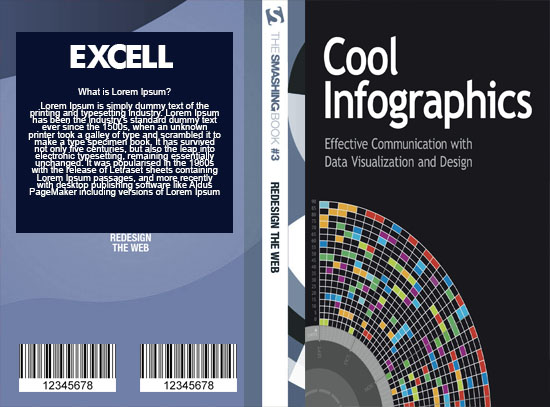 EXCELL
What is Lorem Ipsum?
Lorem Ipsum is simply dummy text of the
printing and typesetting industry. Lorem Ipsum
has been the industry's standard dummy text
ever since the 1500s, when an unknown
printer took a galley of type and scrambled it to
make a type specimen book. It has survived
not only five centuries, but also the leap into
electronic typesetting, remaining essentially
unchanged. It was popularised in the 1960s
with the release of Letraset sheets containing
Lorem Ipsum passages, and more recently
with desktop publishing software like Aldus
PageMaker including versions of Lorem Ipsum
REDESIGN
THE WEB
12345678
12345678
S
THE SMASHING BOOK #3
REDESIGN THE WEB
Cool
Infographics
Effective Communication with
Data Visualization and Design